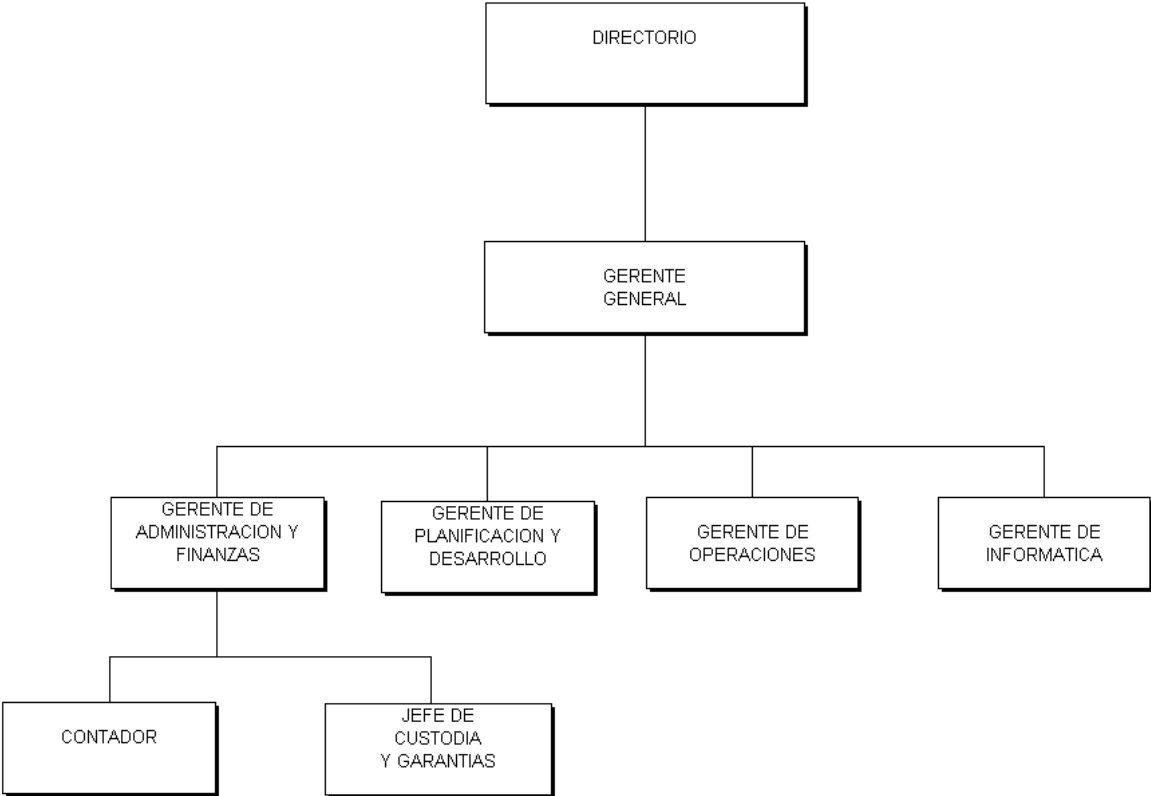 DIRECTORIO
GERENTE
GENERAL
GERENTE DE
ADMINISTRACION Y
FINANZAS
GERENTE DE
PLANIFICACION Y
DESARROLLO
GERENTE DE
OPERACIONES
GERENTE DE
INFORMATICA
CONTADOR
JEFE DE
CUSTODIA
Y GARANTIAS